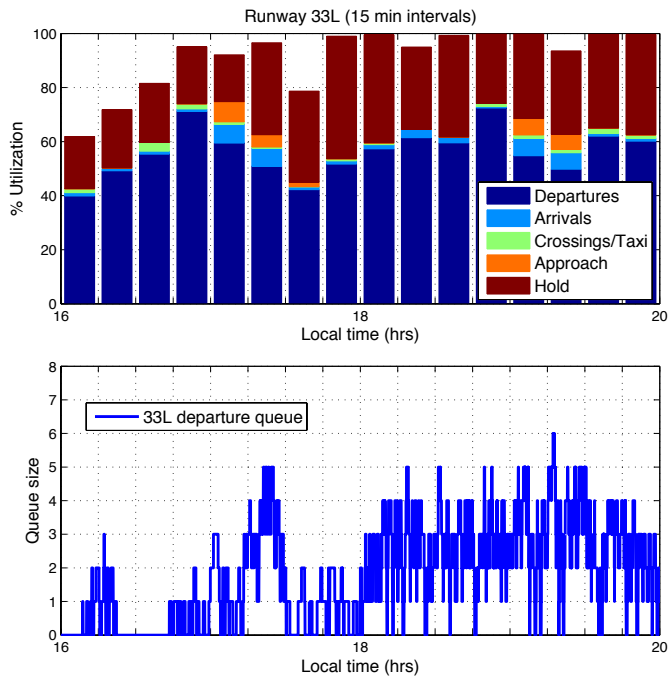 Runway 33L (15 min intervals)
100
80
60
40
20
0
% Utilization
Departures
Arrivals
Crossings/Taxi
Approach
Hold
16
18
20
Local time (hrs)
8
7
6
5
4
3
2
1
0
Queue size
33L departure queue
16
18
20
Local time (hrs)